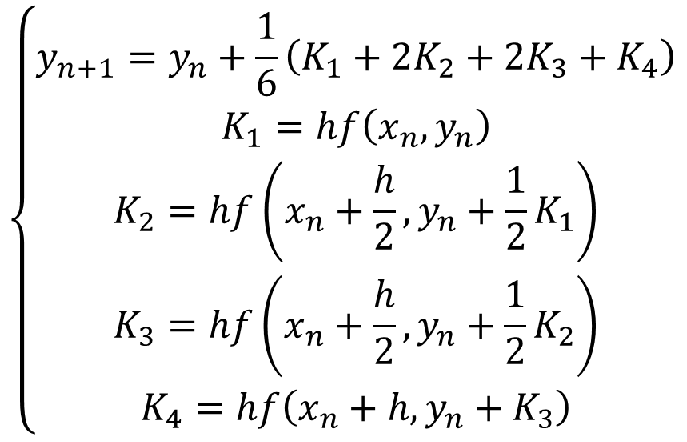 $y_{n+1} = y_n + \frac{1}{6}(K_1 + 2K_2 + 2K_3 + K_4)$
$K_1 = hf(x_n, y_n)$
$K_2 = hf\left(x_n + \frac{h}{2}, y_n + \frac{1}{2}K_1\right)$
$K_3 = hf\left(x_n + \frac{h}{2}, y_n + \frac{1}{2}K_2\right)$
$K_4 = hf(x_n + h, y_n + K_3)$